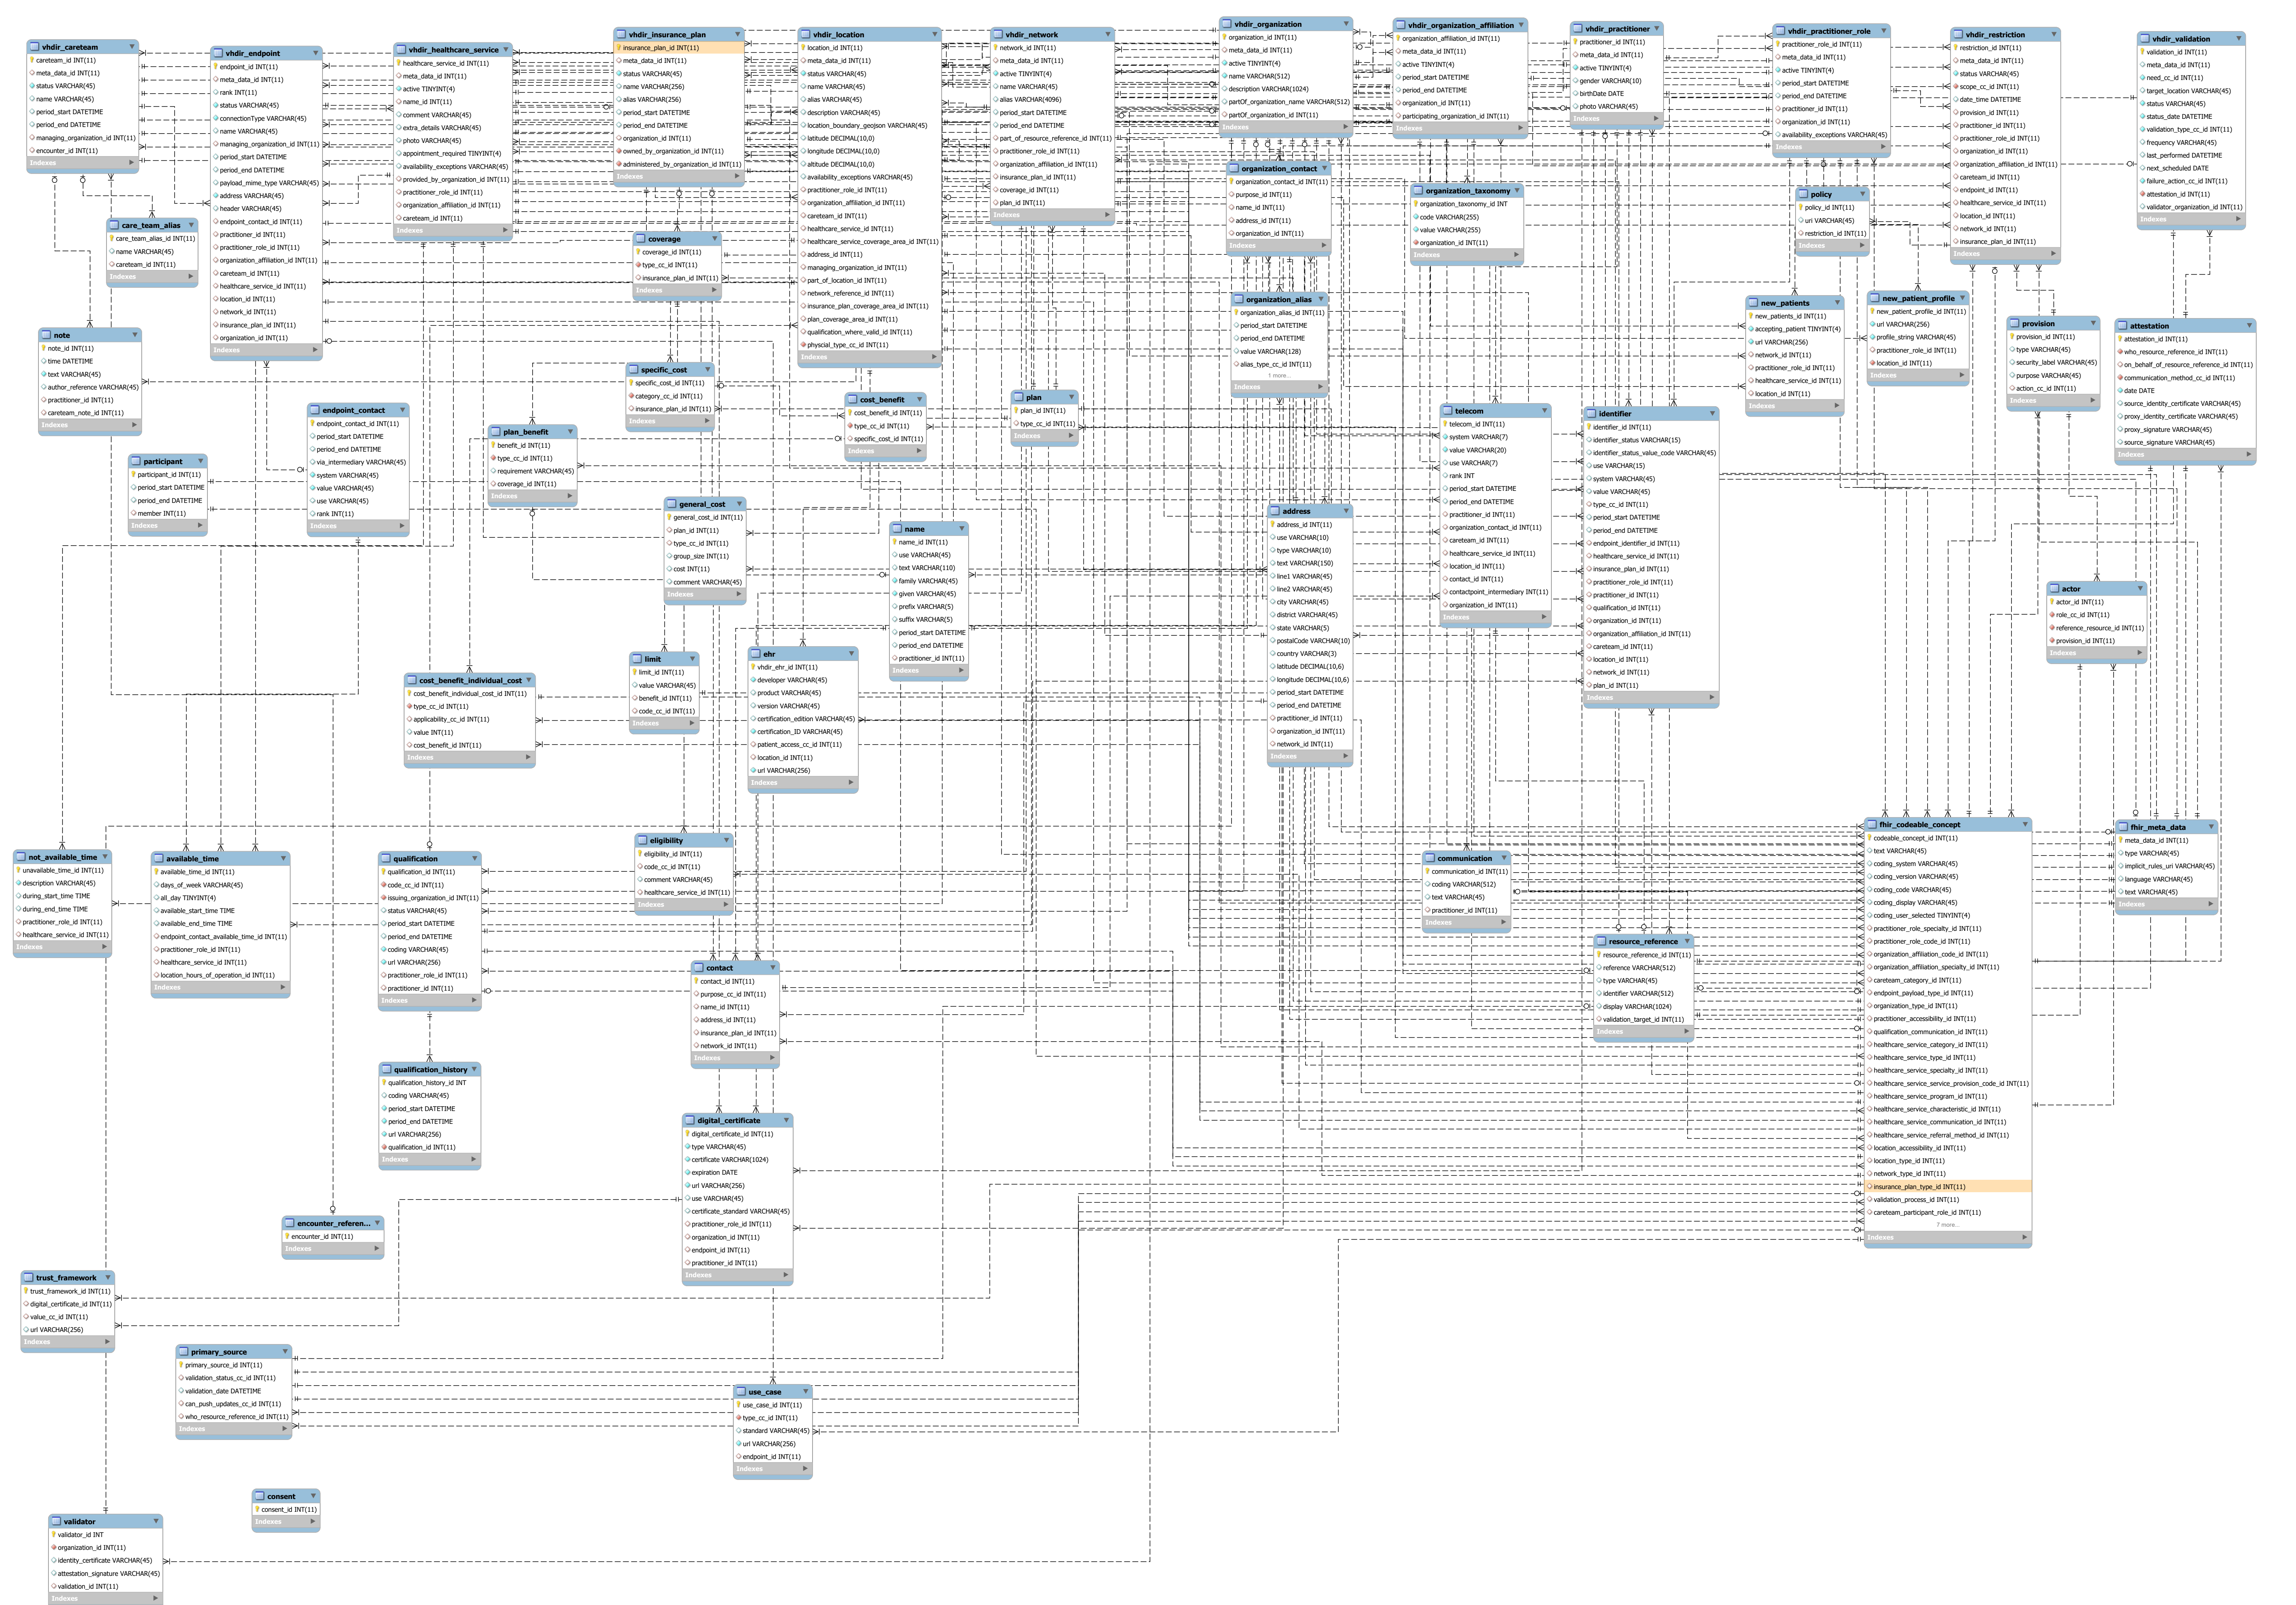 vhdir_careteam
careteam_id INT(11)
meta_data_id INT(11)
status VARCHAR(45)
name VARCHAR(45)
period_start DATETIME
period_end DATETIME
managing_organization_id INT(11)
encounter_id INT(11)
Indexes
vhdir_endpoint
endpoint_id INT(11)
meta_data_id INT(11)
rank INT(11)
status VARCHAR(45)
connectionType VARCHAR(45)
name VARCHAR(45)
managing_organization_id INT(11)
period_start DATETIME
period_end DATETIME
payload_mime_type VARCHAR(45)
address VARCHAR(45)
header VARCHAR(45)
endpoint_contact_id INT(11)
practitioner_id INT(11)
practitioner_role_id INT(11)
organization_affiliation_id INT(11)
careteam_id INT(11)
healthcare_service_id INT(11)
location_id INT(11)
network_id INT(11)
insurance_plan_id INT(11)
organization_id INT(11)
Indexes
vhdir_healthcare_service
healthcare_service_id INT(11)
meta_data_id INT(11)
active TINYINT(4)
name_id INT(11)
comment VARCHAR(45)
extra_details VARCHAR(45)
photo VARCHAR(45)
appointment_required TINYINT(4)
availability_exceptions VARCHAR(45)
provided_by_organization_id INT(11)
practitioner_role_id INT(11)
organization_affiliation_id INT(11)
careteam_id INT(11)
Indexes
vhdir_insurance_plan
insurance_plan_id INT(11)
meta_data_id INT(11)
status VARCHAR(45)
name VARCHAR(256)
alias VARCHAR(256)
period_start DATETIME
period_end DATETIME
organization_id INT(11)
owned_by_organization_id INT(11)
administered_by_organization_id INT(11)
Indexes
vhdir_location
location_id INT(11)
meta_data_id INT(11)
status VARCHAR(45)
name VARCHAR(45)
alias VARCHAR(45)
description VARCHAR(45)
location_boundary_geojson VARCHAR(45)
latitude DECIMAL(10,0)
longitude DECIMAL(10,0)
altitude DECIMAL(10,0)
availability_exceptions VARCHAR(45)
practitioner_role_id INT(11)
organization_affiliation_id INT(11)
careteam_id INT(11)
healthcare_service_id INT(11)
healthcare_service_coverage_area_id INT(11)
address_id INT(11)
managing_organization_id INT(11)
part_of_location_id INT(11)
network_reference_id INT(11)
insurance_plan_coverage_area_id INT(11)
plan_coverage_area_id INT(11)
qualification_where_valid_id INT(11)
physcial_type_cc_id INT(11)
Indexes
vhdir_network
network_id INT(11)
meta_data_id INT(11)
active TINYINT(4)
name VARCHAR(45)
alias VARCHAR(4096)
period_start DATETIME
period_end DATETIME
part_of_resource_reference_id INT(11)
practitioner_role_id INT(11)
organization_affiliation_id INT(11)
insurance_plan_id INT(11)
coverage_id INT(11)
plan_id INT(11)
Indexes
vhdir_organization
organization_id INT(11)
meta_data_id INT(11)
active TINYINT(4)
name VARCHAR(512)
description VARCHAR(1024)
partOf_organization_name VARCHAR(512)
partOf_organization_id INT(11)
Indexes
vhdir_organization_affiliation
organization_affiliation_id INT(11)
meta_data_id INT(11)
active TINYINT(4)
period_start DATETIME
period_end DATETIME
organization_id INT(11)
participating_organization_id INT(11)
Indexes
vhdir_practitioner
practitioner_id INT(11)
meta_data_id INT(11)
active TINYINT(4)
gender VARCHAR(10)
birthDate DATE
photo VARCHAR(45)
Indexes
vhdir_practitioner_role
practitioner_role_id INT(11)
meta_data_id INT(11)
active TINYINT(4)
period_start DATETIME
period_end DATETIME
practitioner_id INT(11)
organization_id INT(11)
availability_exceptions VARCHAR(45)
Indexes
vhdir_restriction
restriction_id INT(11)
meta_data_id INT(11)
status VARCHAR(45)
scope_cc_id INT(11)
date_time DATETIME
provision_id INT(11)
practitioner_id INT(11)
practitioner_role_id INT(11)
organization_id INT(11)
organization_affiliation_id INT(11)
careteam_id INT(11)
endpoint_id INT(11)
healthcare_service_id INT(11)
location_id INT(11)
network_id INT(11)
insurance_plan_id INT(11)
Indexes
vhdir_validation
validation_id INT(11)
meta_data_id INT(11)
need_cc_id INT(11)
target_location VARCHAR(45)
status VARCHAR(45)
status_date DATETIME
validation_type_cc_id INT(11)
frequency VARCHAR(45)
last_performed DATETIME
next_scheduled DATE
failure_action_cc_id INT(11)
attestation_id INT(11)
validator_organization_id INT(11)
Indexes
care_team_alias
care_team_alias_id INT(11)
name VARCHAR(45)
careteam_id INT(11)
Indexes
coverage
coverage_id INT(11)
type_cc_id INT(11)
insurance_plan_id INT(11)
Indexes
organization_contact
organization_contact_id INT(11)
purpose_id INT(11)
name_id INT(11)
address_id INT(11)
organization_id INT(11)
Indexes
organization_taxonomy
organization_taxonomy_id INT
code VARCHAR(255)
value VARCHAR(255)
organization_id INT(11)
Indexes
policy
policy_id INT(11)
uri VARCHAR(45)
restriction_id INT(11)
Indexes
organization_alias
organization_alias_id INT(11)
period_start DATETIME
period_end DATETIME
value VARCHAR(128)
alias_type_cc_id INT(11)
1 more...
Indexes
new_patients
new_patients_id INT(11)
accepting_patient TINYINT(4)
url VARCHAR(256)
network_id INT(11)
practitioner_role_id INT(11)
healthcare_service_id INT(11)
location_id INT(11)
Indexes
new_patient_profile
new_patient_profile_id INT(11)
url VARCHAR(256)
profile_string VARCHAR(45)
practitioner_role_id INT(11)
location_id INT(11)
Indexes
provision
provision_id INT(11)
type VARCHAR(45)
security_label VARCHAR(45)
purpose VARCHAR(45)
action_cc_id INT(11)
Indexes
attestation
attestation_id INT(11)
who_resource_reference_id INT(11)
on_behalf_of_resource_reference_id INT(11)
communication_method_cc_id INT(11)
date DATE
source_identity_certificate VARCHAR(45)
proxy_identity_certificate VARCHAR(45)
proxy_signature VARCHAR(45)
source_signature VARCHAR(45)
Indexes
note
note_id INT(11)
time DATETIME
text VARCHAR(45)
author_reference VARCHAR(45)
practitioner_id INT(11)
careteam_note_id INT(11)
Indexes
specific_cost
specific_cost_id INT(11)
category_cc_id INT(11)
insurance_plan_id INT(11)
Indexes
cost_benefit
cost_benefit_id INT(11)
type_cc_id INT(11)
specific_cost_id INT(11)
Indexes
plan
plan_id INT(11)
type_cc_id INT(11)
Indexes
endpoint_contact
endpoint_contact_id INT(11)
period_start DATETIME
period_end DATETIME
via_intermediary VARCHAR(45)
system VARCHAR(45)
value VARCHAR(45)
use VARCHAR(45)
rank INT(11)
Indexes
plan_benefit
benefit_id INT(11)
type_cc_id INT(11)
requirement VARCHAR(45)
coverage_id INT(11)
Indexes
telecom
telecom_id INT(11)
system VARCHAR(7)
value VARCHAR(20)
use VARCHAR(7)
rank INT
period_start DATETIME
period_end DATETIME
practitioner_id INT(11)
organization_contact_id INT(11)
careteam_id INT(11)
healthcare_service_id INT(11)
location_id INT(11)
contact_id INT(11)
contactpoint_intermediary INT(11)
organization_id INT(11)
Indexes
identifier
identifier_id INT(11)
identifier_status VARCHAR(15)
identifier_status_value_code VARCHAR(45)
use VARCHAR(15)
system VARCHAR(45)
value VARCHAR(45)
type_cc_id INT(11)
period_start DATETIME
period_end DATETIME
endpoint_identifier_id INT(11)
healthcare_service_id INT(11)
insurance_plan_id INT(11)
practitioner_role_id INT(11)
practitioner_id INT(11)
qualification_id INT(11)
organization_id INT(11)
organization_affiliation_id INT(11)
careteam_id INT(11)
location_id INT(11)
network_id INT(11)
plan_id INT(11)
Indexes
participant
participant_id INT(11)
period_start DATETIME
period_end DATETIME
member INT(11)
Indexes
general_cost
general_cost_id INT(11)
plan_id INT(11)
type_cc_id INT(11)
group_size INT(11)
cost INT(11)
comment VARCHAR(45)
Indexes
name
name_id INT(11)
use VARCHAR(45)
text VARCHAR(110)
family VARCHAR(45)
given VARCHAR(45)
prefix VARCHAR(5)
suffix VARCHAR(5)
period_start DATETIME
period_end DATETIME
practitioner_id INT(11)
Indexes
address
address_id INT(11)
use VARCHAR(10)
type VARCHAR(10)
text VARCHAR(150)
line1 VARCHAR(45)
line2 VARCHAR(45)
city VARCHAR(45)
district VARCHAR(45)
state VARCHAR(5)
postalCode VARCHAR(10)
country VARCHAR(3)
latitude DECIMAL(10,6)
longitude DECIMAL(10,6)
period_start DATETIME
period_end DATETIME
practitioner_id INT(11)
organization_id INT(11)
network_id INT(11)
Indexes
actor
actor_id INT(11)
role_cc_id INT(11)
reference_resource_id INT(11)
provision_id INT(11)
Indexes
cost_benefit_individual_cost
cost_benefit_individual_cost_id INT(11)
type_cc_id INT(11)
applicability_cc_id INT(11)
value INT(11)
cost_benefit_id INT(11)
Indexes
limit
limit_id INT(11)
value VARCHAR(45)
benefit_id INT(11)
code_cc_id INT(11)
Indexes
ehr
vhdir_ehr_id INT(11)
developer VARCHAR(45)
product VARCHAR(45)
version VARCHAR(45)
certification_edition VARCHAR(45)
certification_ID VARCHAR(45)
patient_access_cc_id INT(11)
location_id INT(11)
url VARCHAR(256)
Indexes
not_available_time
unavailable_time_id INT(11)
description VARCHAR(45)
during_start_time TIME
during_end_time TIME
practitioner_role_id INT(11)
healthcare_service_id INT(11)
Indexes
available_time
available_time_id INT(11)
days_of_week VARCHAR(45)
all_day TINYINT(4)
available_start_time TIME
available_end_time TIME
endpoint_contact_available_time_id INT(11)
practitioner_role_id INT(11)
healthcare_service_id INT(11)
location_hours_of_operation_id INT(11)
Indexes
qualification
qualification_id INT(11)
code_cc_id INT(11)
issuing_organization_id INT(11)
status VARCHAR(45)
period_start DATETIME
period_end DATETIME
coding VARCHAR(45)
url VARCHAR(256)
practitioner_role_id INT(11)
practitioner_id INT(11)
Indexes
eligibility
eligibility_id INT(11)
code_cc_id INT(11)
comment VARCHAR(45)
healthcare_service_id INT(11)
Indexes
communication
communication_id INT(11)
coding VARCHAR(512)
text VARCHAR(45)
practitioner_id INT(11)
Indexes
fhir_codeable_concept
codeable_concept_id INT(11)
text VARCHAR(45)
coding_system VARCHAR(45)
coding_version VARCHAR(45)
coding_code VARCHAR(45)
coding_display VARCHAR(45)
coding_user_selected TINYINT(4)
practitioner_role_specialty_id INT(11)
practitioner_role_code_id INT(11)
organization_affiliation_code_id INT(11)
organization_affiliation_specialty_id INT(11)
careteam_category_id INT(11)
endpoint_payload_type_id INT(11)
organization_type_id INT(11)
practitioner_accessibility_id INT(11)
qualification_communication_id INT(11)
healthcare_service_category_id INT(11)
healthcare_service_type_id INT(11)
healthcare_service_specialty_id INT(11)
healthcare_service_service_provision_code_id INT(11)
healthcare_service_program_id INT(11)
healthcare_service_characteristic_id INT(11)
healthcare_service_communication_id INT(11)
healthcare_service_referral_method_id INT(11)
location_accessibility_id INT(11)
location_type_id INT(11)
network_type_id INT(11)
insurance_plan_type_id INT(11)
validation_process_id INT(11)
careteam_participant_role_id INT(11)
7 more...
Indexes
fhir_meta_data
meta_data_id INT(11)
type VARCHAR(45)
implicit_rules_uri VARCHAR(45)
language VARCHAR(45)
text VARCHAR(45)
Indexes
resource_reference
resource_reference_id INT(11)
reference VARCHAR(512)
type VARCHAR(45)
identifier VARCHAR(512)
display VARCHAR(1024)
validation_target_id INT(11)
Indexes
contact
contact_id INT(11)
purpose_cc_id INT(11)
name_id INT(11)
address_id INT(11)
insurance_plan_id INT(11)
network_id INT(11)
Indexes
qualification_history
qualification_history_id INT
coding VARCHAR(45)
period_start DATETIME
period_end DATETIME
url VARCHAR(256)
qualification_id INT(11)
Indexes
digital_certificate
digital_certificate_id INT(11)
type VARCHAR(45)
certificate VARCHAR(1024)
expiration DATE
url VARCHAR(256)
use VARCHAR(45)
certificate_standard VARCHAR(45)
practitioner_role_id INT(11)
organization_id INT(11)
endpoint_id INT(11)
practitioner_id INT(11)
Indexes
encounter_referen...
encounter_id INT(11)
Indexes
trust_framework
trust_framework_id INT(11)
digital_certificate_id INT(11)
value_cc_id INT(11)
url VARCHAR(256)
Indexes
primary_source
primary_source_id INT(11)
validation_status_cc_id INT(11)
validation_date DATETIME
can_push_updates_cc_id INT(11)
who_resource_reference_id INT(11)
Indexes
use_case
use_case_id INT(11)
type_cc_id INT(11)
standard VARCHAR(45)
url VARCHAR(256)
endpoint_id INT(11)
Indexes
consent
consent_id INT(11)
Indexes
validator
validator_id INT
organization_id INT(11)
identity_certificate VARCHAR(45)
attestation_signature VARCHAR(45)
validation_id INT(11)
Indexes